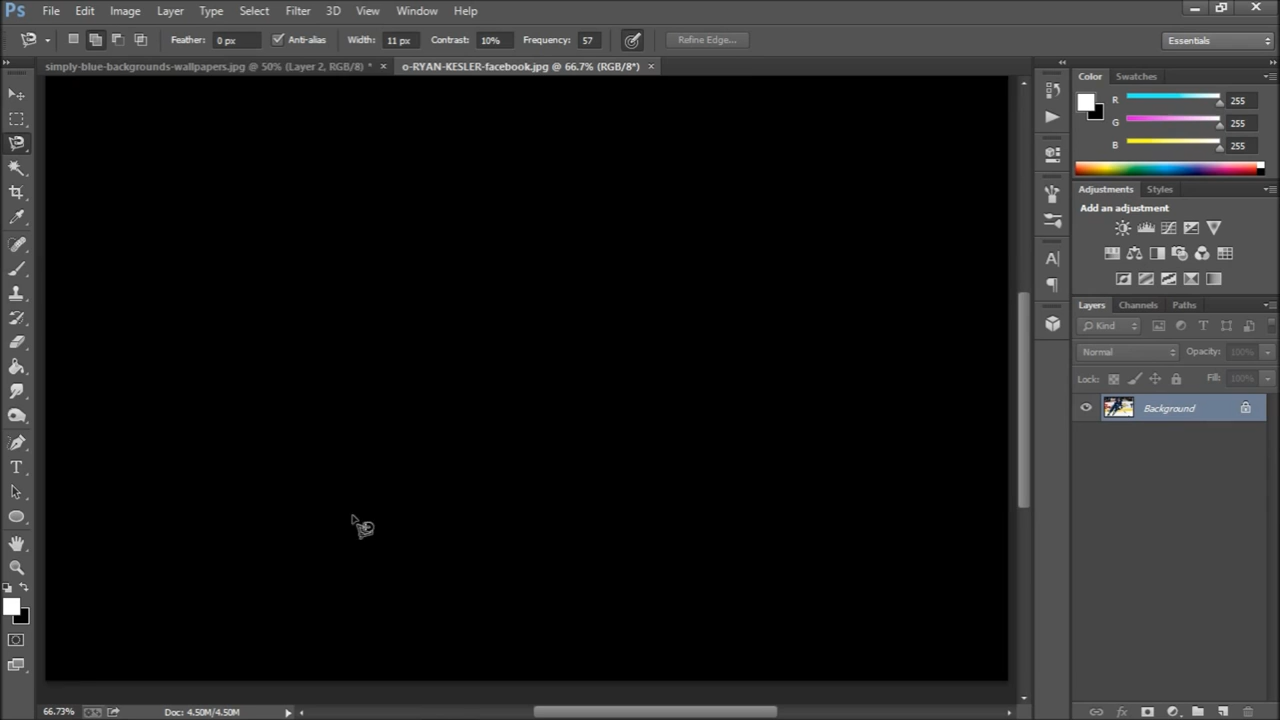 Ps File Edit Image Layer Type Select Filter 3D View Window Help
Feather: 0 px Anti-alias Width: 11 px Contrast: 10% Frequency: 57 Refine Edge... Essentials
simply-blue-backgrounds-wallpapers.jpg @ 50% (Layer 2, RGB/8) * × o-RYAN-KESLER-facebook.jpg @ 66.7% (RGB/8*) ×
Color Swatches
R 255
G 255
B 255
Adjustments Styles
Add an adjustment
Layers Channels Paths
Kind
Normal Opacity: 100%
Lock: Fill: 100%
Background
66.73% Doc: 4.50M/4.50M